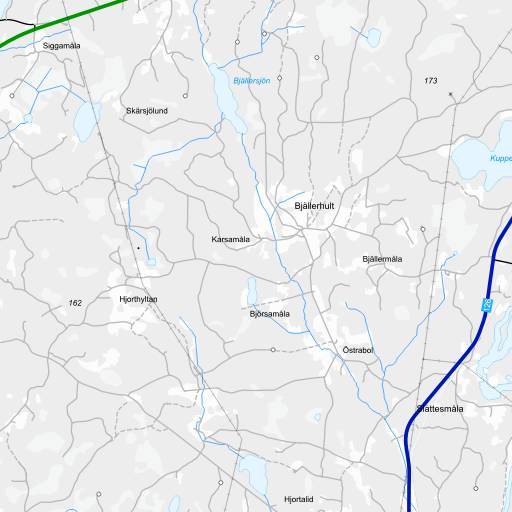 Siggamåla
Bjällersjön
173
Skärsjölund
Kuppe
Bjällerhult
Karsamåla
Bjällermåla
162
Hjorthyltan
Björsamåla
Östrabol
Slättesmåla
Hjortalid